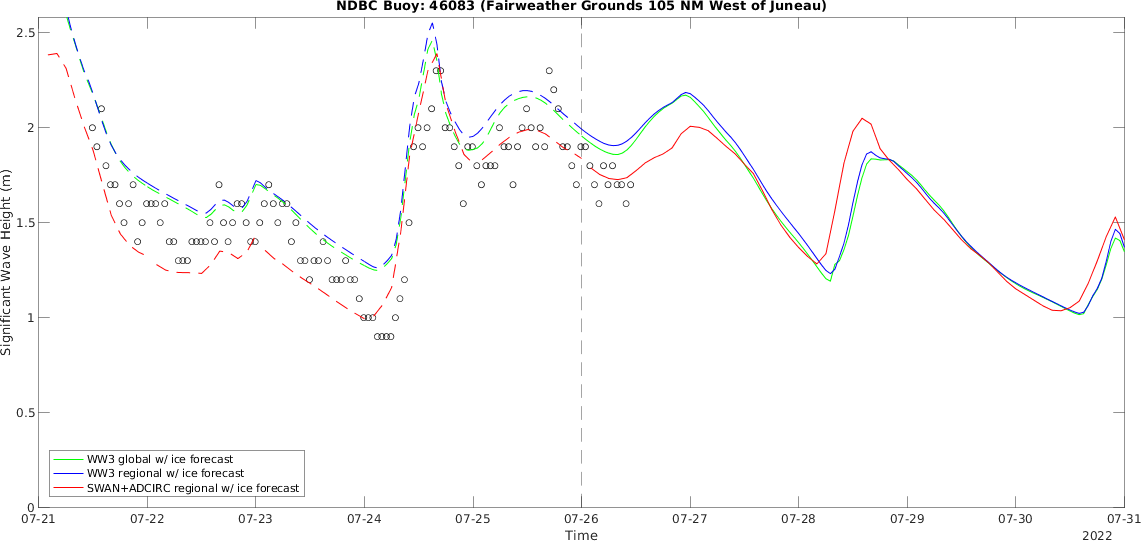 NDBC Buoy: 46083 (Fairweather Grounds 105 NM West of Juneau)
Significant Wave Height (m)
2.5
2
1.5
1
0.5
0
WW3 global w/ ice forecast
WW3 regional w/ ice forecast
SWAN+ADCIRC regional w/ ice forecast
07-21 07-22 07-23 07-24 07-25 07-26 07-27 07-28 07-29 07-30 07-31
Time
2022